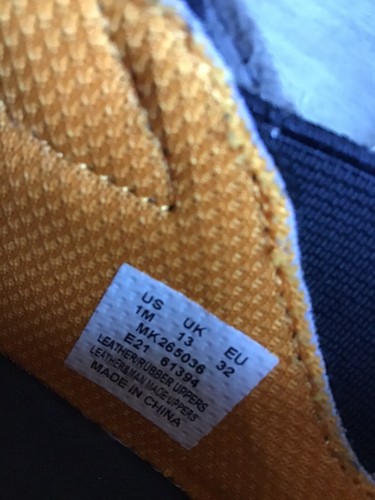 US UK EU
1M 13 32
MK265036
E21 61394
LEATHER/RUBBER UPPERS
LEATHER&MAN MADE UPPERS
MADE IN CHINA